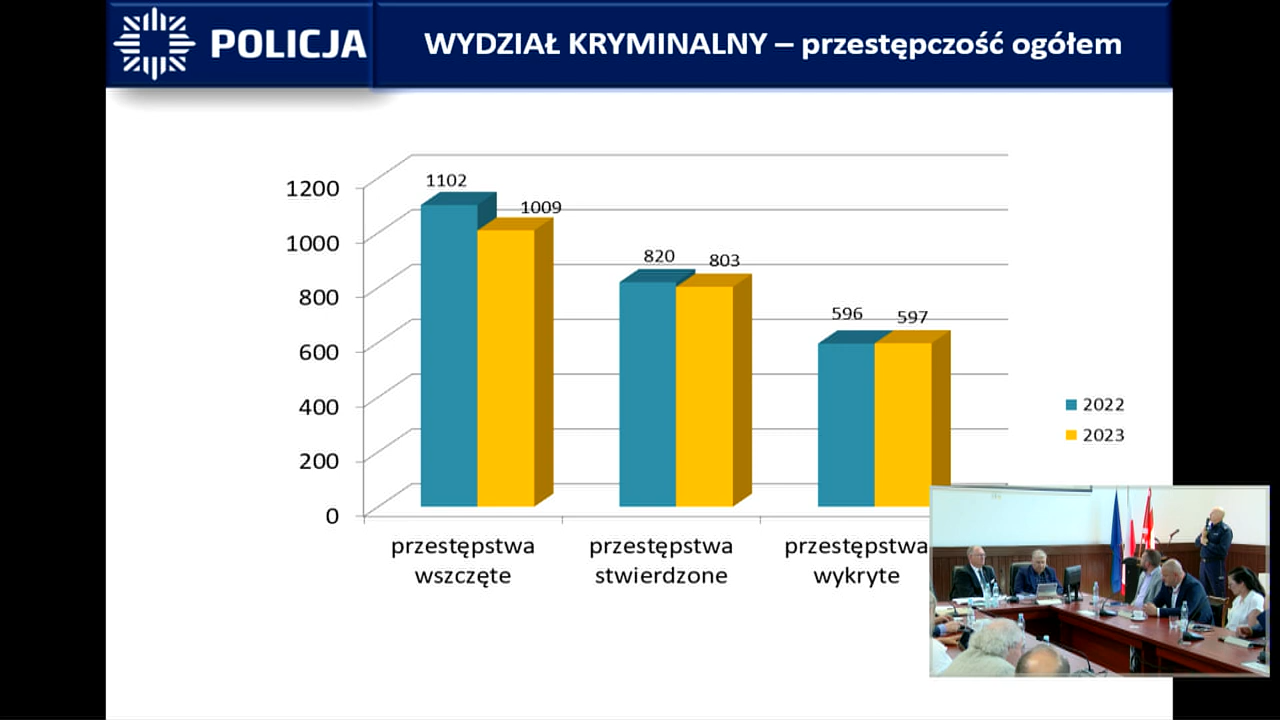 POLICJA
WYDZIAŁ KRYMINALNY – przestępczość ogółem
1200
1000
800
600
400
200
0
1102
1009
820
803
596
597
przestępstwa
wszczęte
przestępstwa
stwierdzone
przestępstwa
wykryte
2022
2023